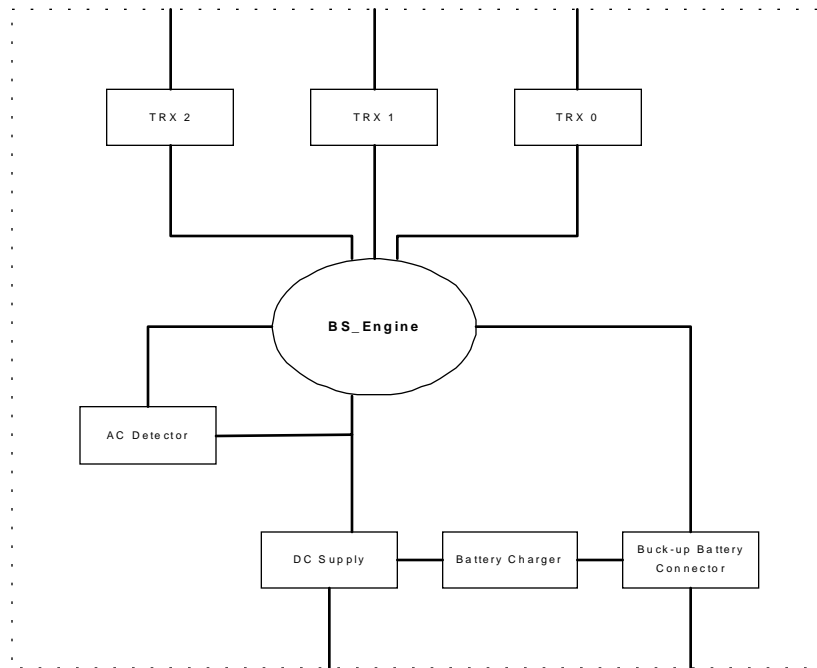 TRX 2
TRX 1
TRX 0
BS_Engine
AC Detector
DC Supply
Battery Charger
Buck-up Battery
Connector